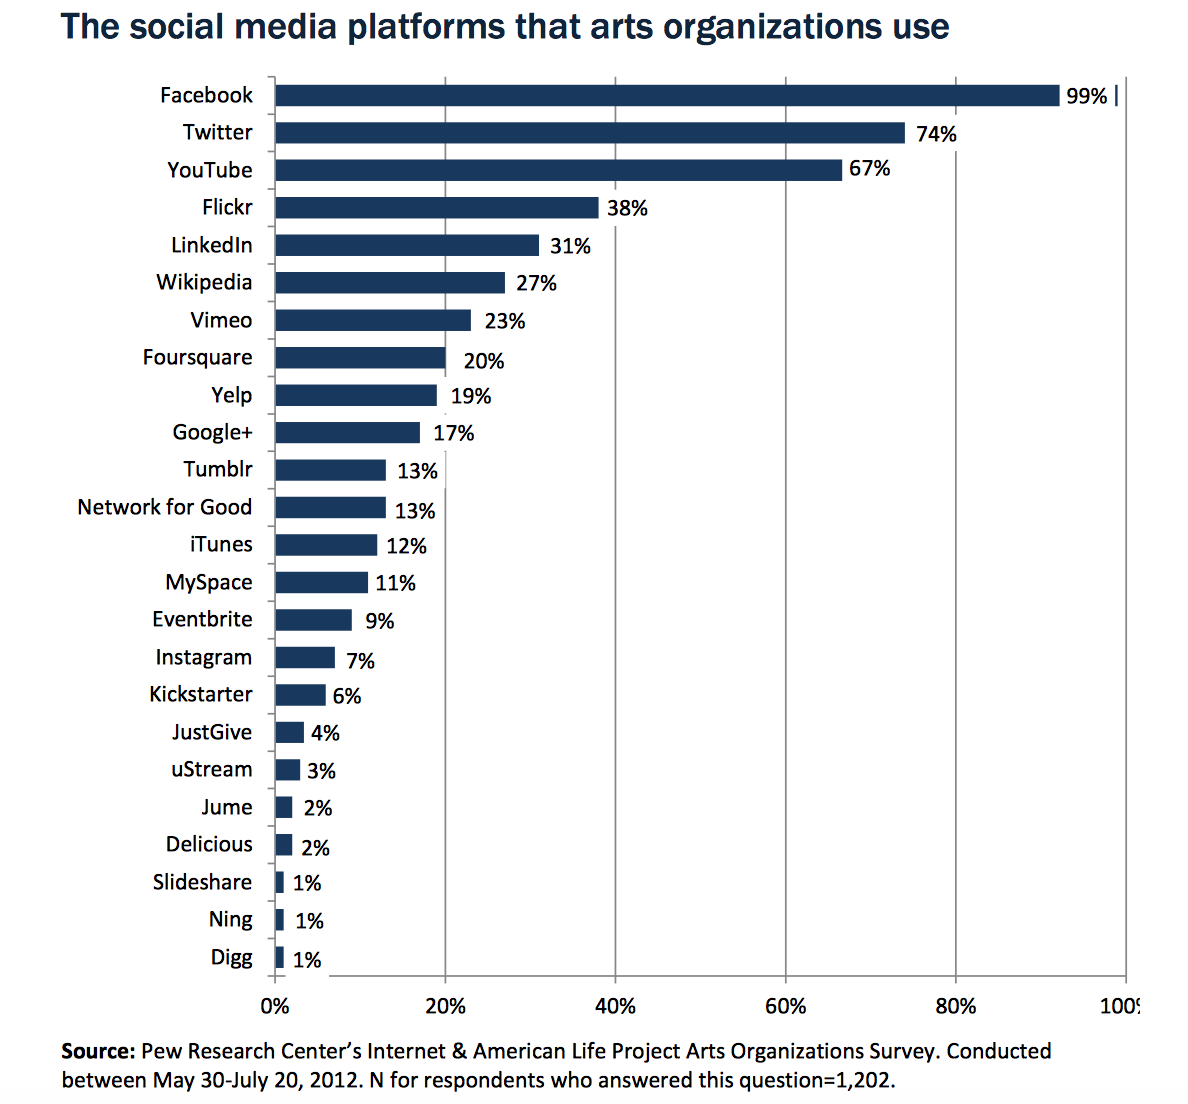 The social media platforms that arts organizations use
Facebook 99%
Twitter 74%
YouTube 67%
Flickr 38%
LinkedIn 31%
Wikipedia 27%
Vimeo 23%
Foursquare 20%
Yelp 19%
Google+ 17%
Tumblr 13%
Network for Good 13%
iTunes 12%
MySpace 11%
Eventbrite 9%
Instagram 7%
Kickstarter 6%
JustGive 4%
uStream 3%
Jume 2%
Delicious 2%
Slideshare 1%
Ning 1%
Digg 1%
0% 20% 40% 60% 80% 100%
Source: Pew Research Center’s Internet & American Life Project Arts Organizations Survey. Conducted
between May 30-July 20, 2012. N for respondents who answered this question=1,202.